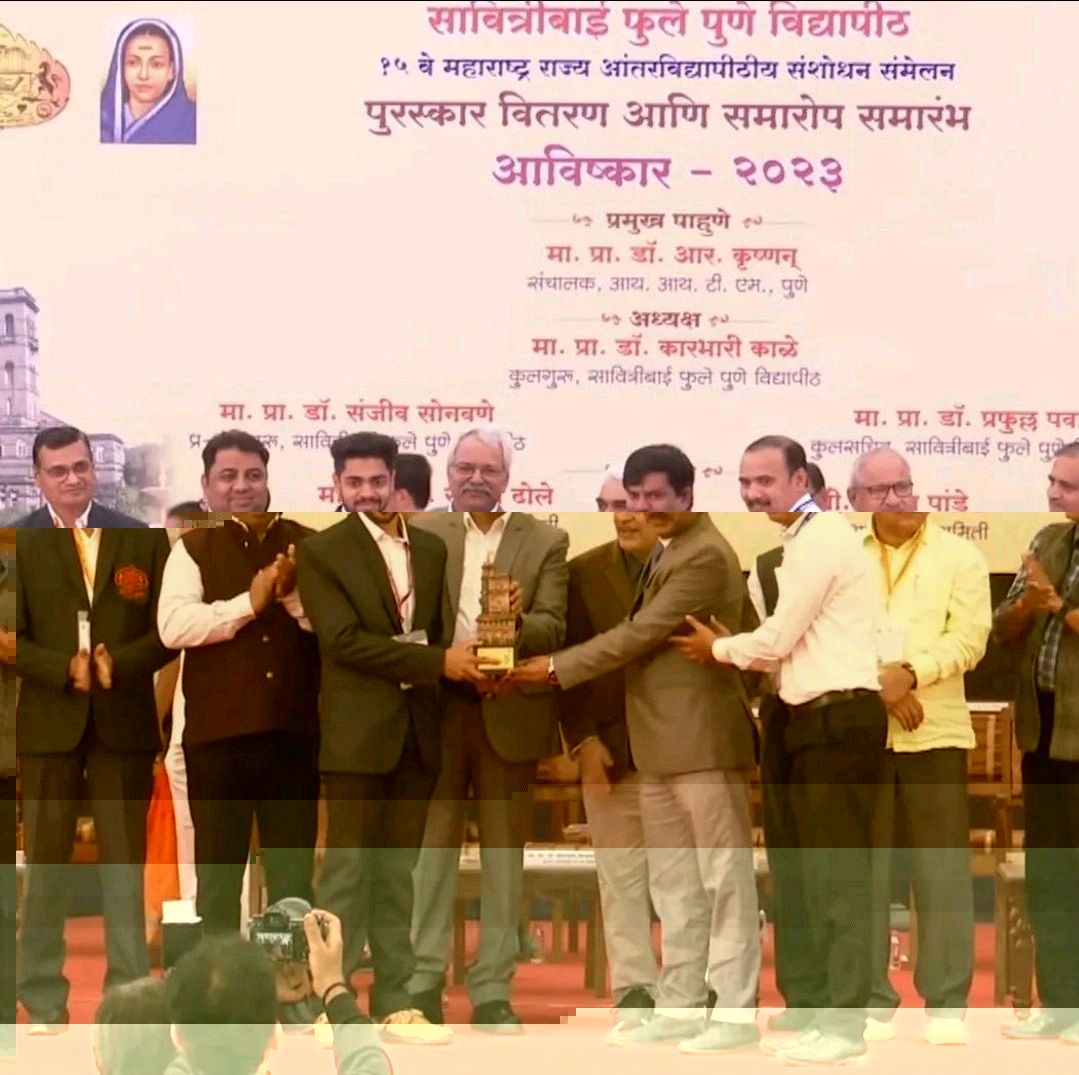 सावित्रीबाई फुले पुणे विद्यापीठ
१५ वे महाराष्ट्र राज्य आंतरविद्यापीठीय संशोधन संमेलन
पुरस्कार वितरण आणि समारोप समारंभ
आविष्कार - २०२३
प्रमुख पाहुणे
मा. प्रा. डॉ. आर. कृष्णन्
संचालक, आय. आय. टी. एम., पुणे
अध्यक्ष
मा. प्रा. डॉ. कारभारी काळे
कुलगुरू, सावित्रीबाई फुले पुणे विद्यापीठ
मा. प्रा. डॉ. संजीव सोनवणे
मा. प्रा. डॉ. प्रफुल्ल
फुले पुणे
सावित्रीबाई फुले
ढोले
पांडे